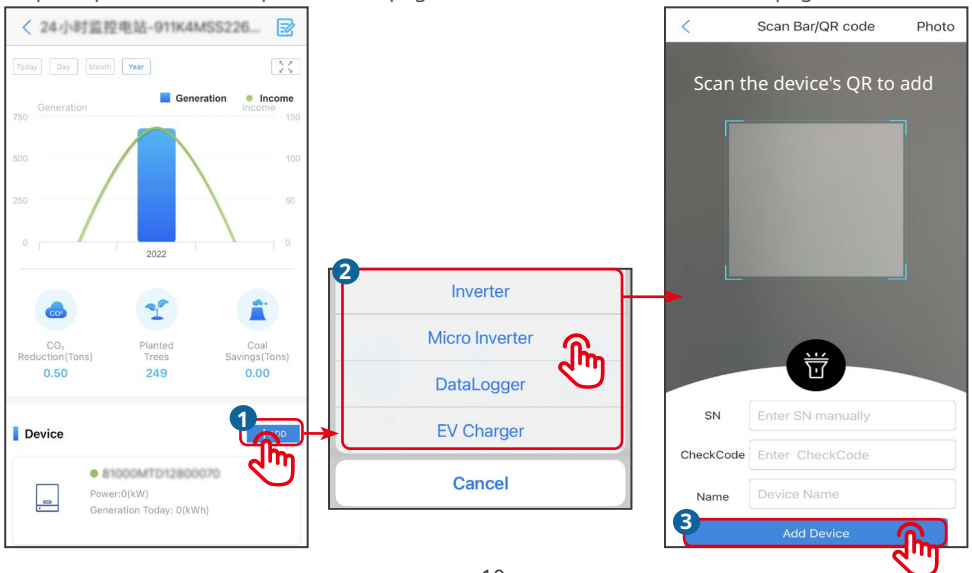 24小时监控电站-911K4MSS226...
Today Day Month Year
Generation Income
Generation Income
750 150
500 100
250 50
0 0
2022
CO₂ Reduction(Tons)
0.50
Planted Trees
249
Coal Savings(Tons)
0.00
1
Device
81000MTD12800070
Power:0(kW)
Generation Today: 0(kWh)
2
Inverter
Micro Inverter
DataLogger
EV Charger
Cancel
Scan Bar/QR code Photo
Scan the device's QR to add
SN Enter SN manually
CheckCode Enter CheckCode
Name Device Name
3
Add Device